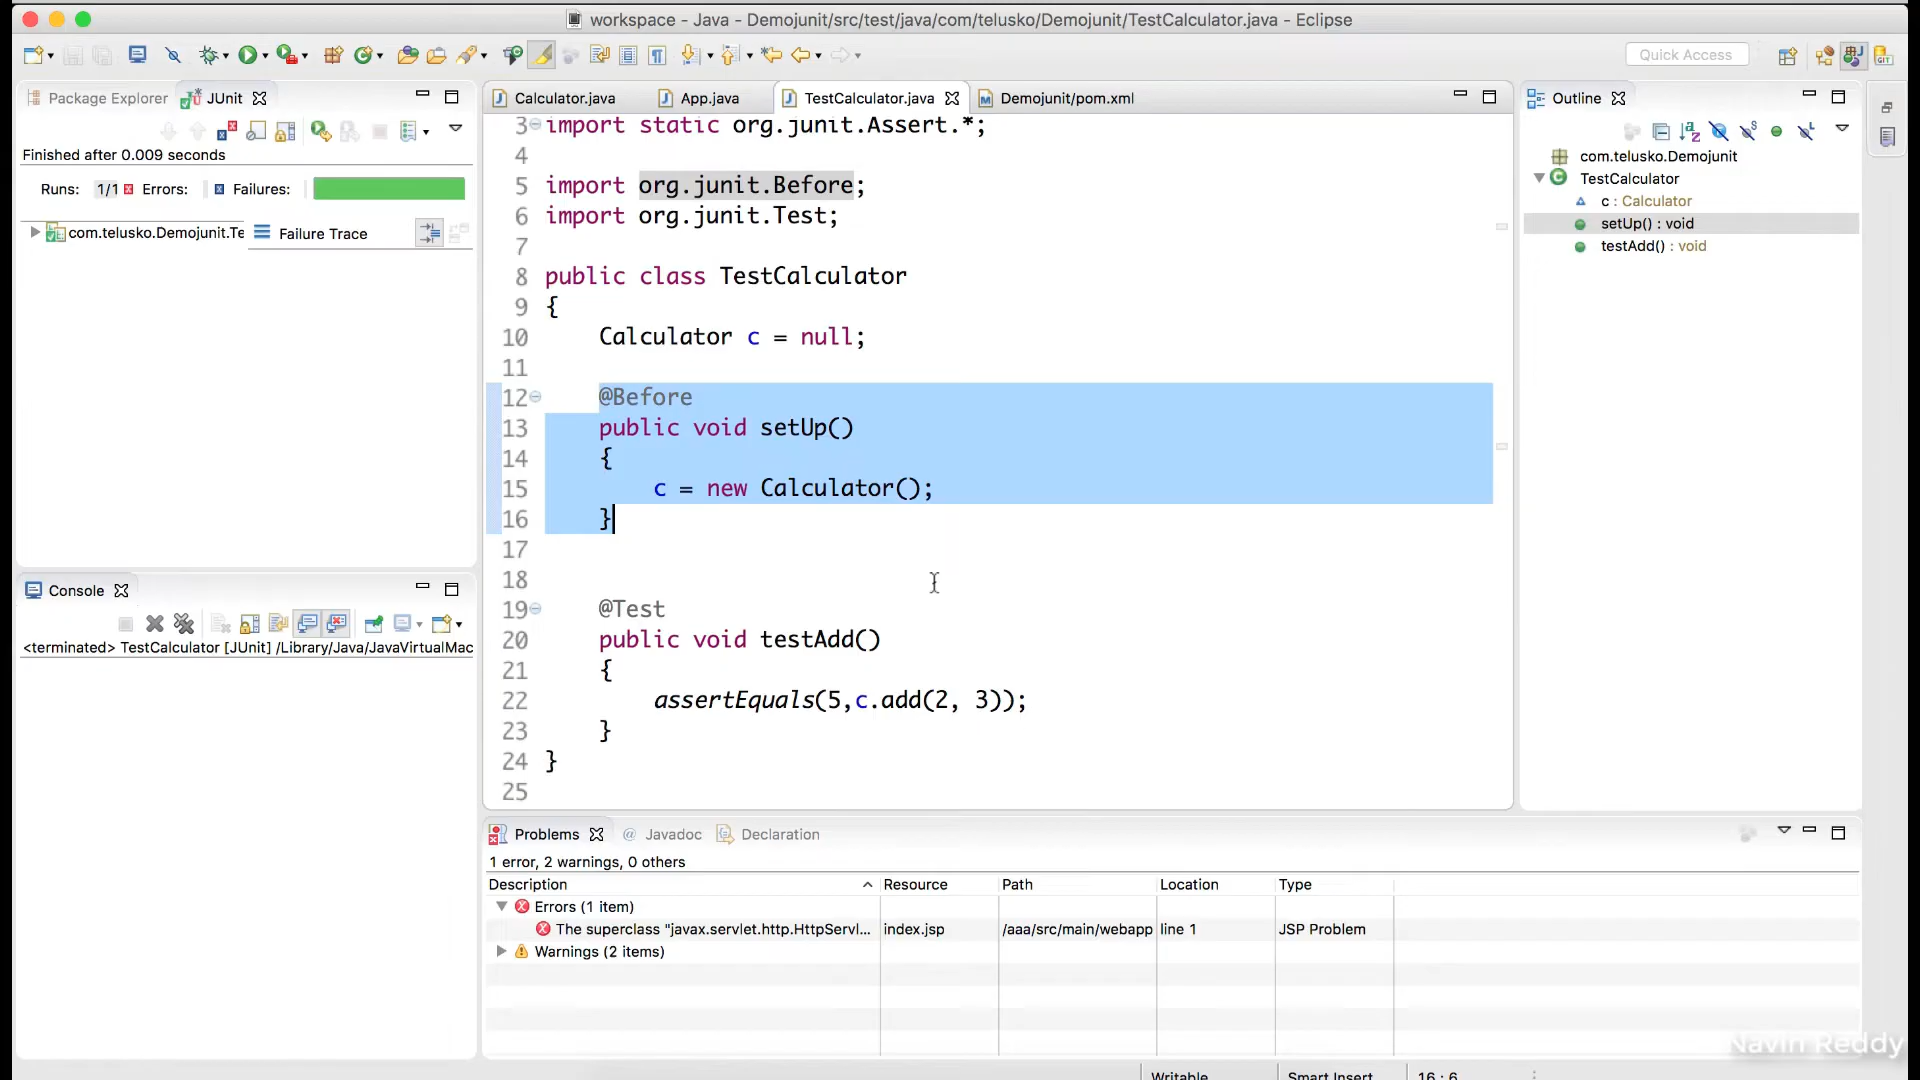 workspace - Java - Demojunit/src/test/java/com/telusko/Demojunit/TestCalculator.java - Eclipse
Quick Access
Package Explorer
JUnit
Finished after 0.009 seconds
Runs: 1/1 Errors: Failures:
com.telusko.Demojunit.Te
Failure Trace
Console
<terminated> TestCalculator [JUnit] /Library/Java/JavaVirtualMac
Calculator.java App.java TestCalculator.java Demojunit/pom.xml
3 import static org.junit.Assert.*;
4
5 import org.junit.Before;
6 import org.junit.Test;
7
8 public class TestCalculator
9 {
10 Calculator c = null;
11
12 @Before
13 public void setUp()
14 {
15 c = new Calculator();
16 }
17
18
19 @Test
20 public void testAdd()
21 {
22 assertEquals(5,c.add(2, 3));
23 }
24 }
25
Outline
com.telusko.Demojunit
TestCalculator
c : Calculator
setUp() : void
testAdd() : void
Problems @ Javadoc Declaration
1 error, 2 warnings, 0 others
Description Resource Path Location Type
Errors (1 item)
The superclass "javax.servlet.http.HttpServl... index.jsp /aaa/src/main/webapp line 1 JSP Problem
Warnings (2 items)
Navin Reddy
Writable Smart Insert 16 : 6